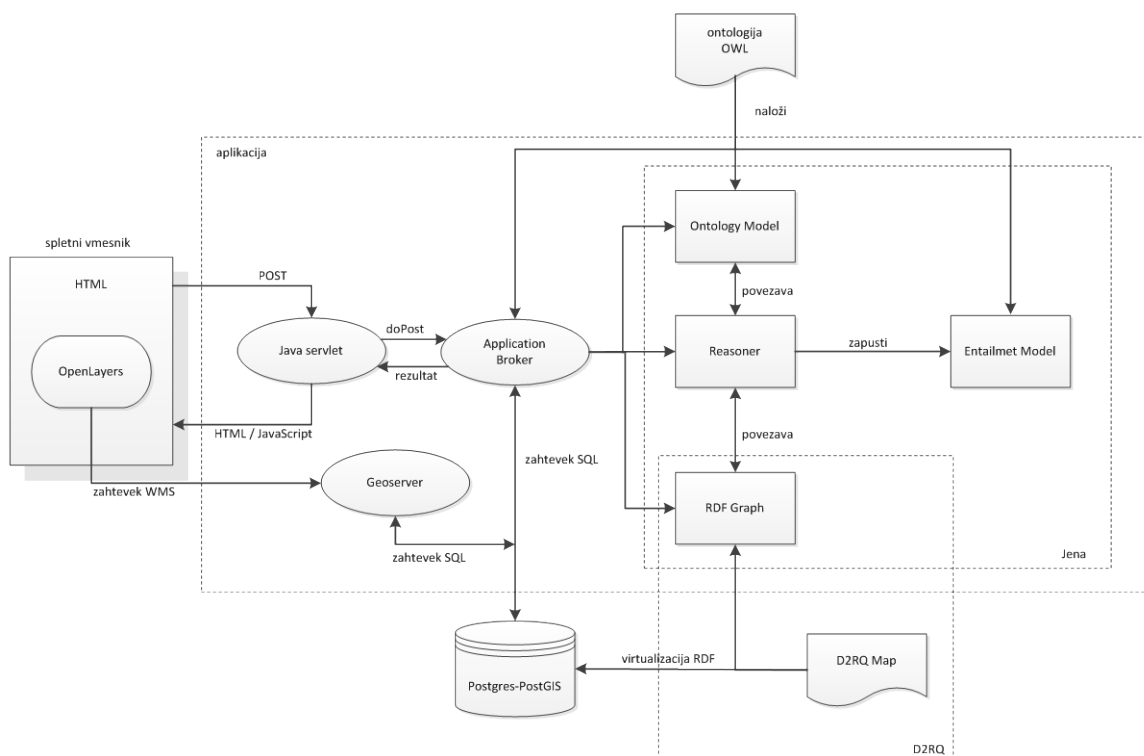 ontologija
OWL
naloži
aplikacija
Ontology Model
spletni vmesnik
HTML
POST
povezava
doPost
Java servlet
Application
Broker
Reasoner
zapusti
Entailmet Model
OpenLayers
rezultat
HTML / JavaScript
povezava
zahtevek SQL
Geoserver
zahtevek WMS
RDF Graph
zahtevek SQL
Jena
virtualizacija RDF
D2RQ Map
Postgres-PostGIS
D2RQ